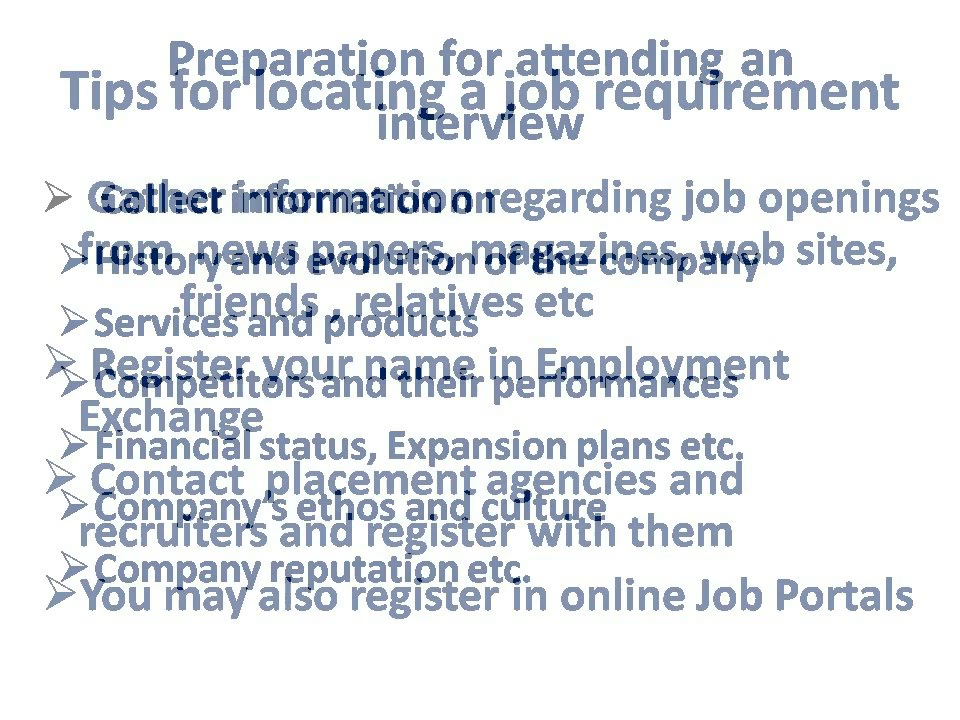 Preparation for attending an
interview
Collect information on
➢History and evolution of the company
➢Services and products
➢Competitors and their performances
➢Financial status, Expansion plans etc.
➢Company’s ethos and culture
➢Company reputation etc.
Tips for locating a job requirement
➢ Gather information regarding job openings
from news papers, magazines, web sites,
friends , relatives etc
➢ Register your name in Employment
Exchange
➢ Contact placement agencies and
recruiters and register with them
➢You may also register in online Job Portals